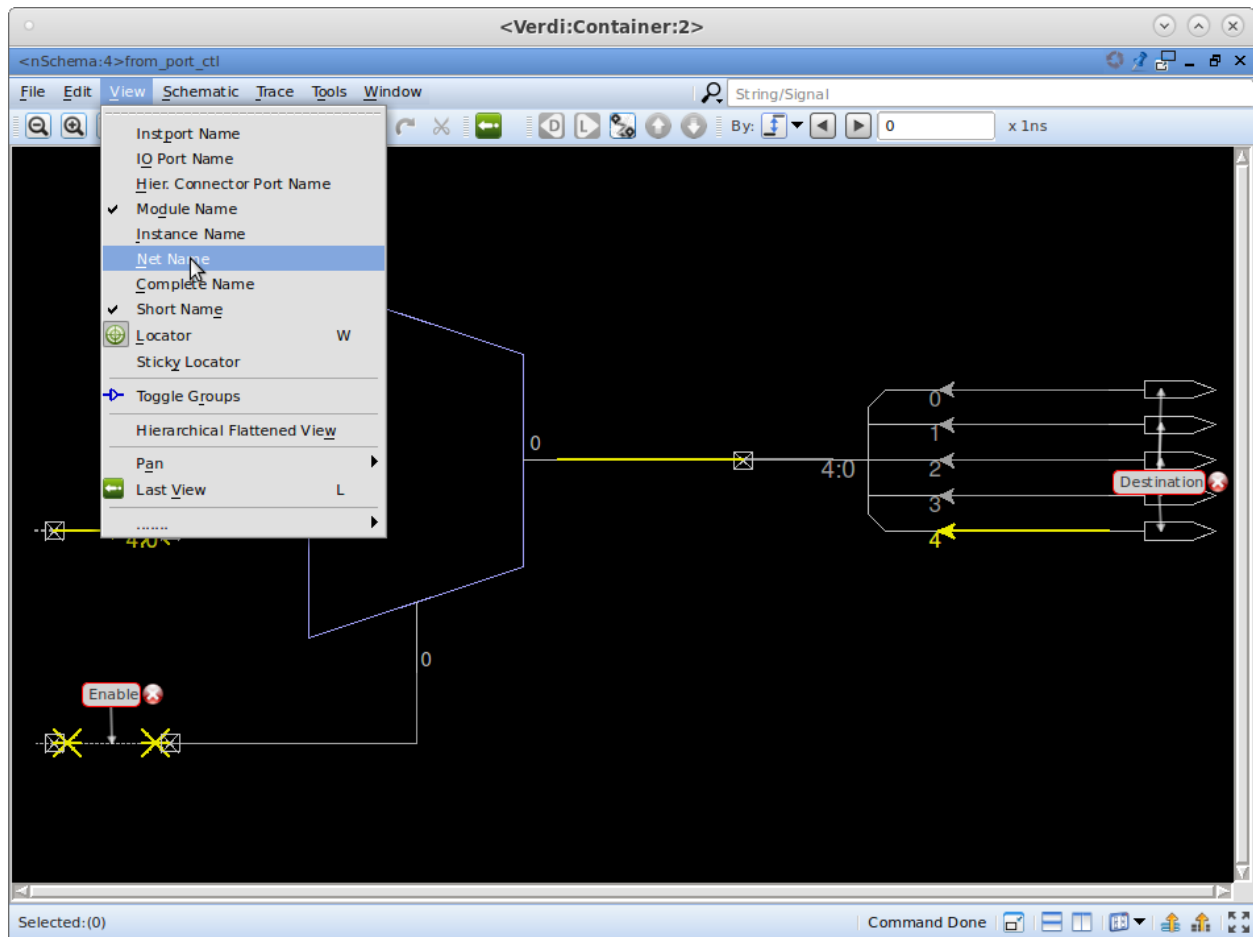 <Verdi:Container:2>
<nSchema:4>from_port_ctl
File Edit View Schematic Trace Tools Window
String/Signal
D L By: 0 x 1ns
Instport Name
IO Port Name
Hier. Connector Port Name
Module Name
Instance Name
Net Name
Complete Name
Short Name
Locator W
Sticky Locator
Toggle Groups
Hierarchical Flattened View
Pan
Last View L
.......
0
4:0
0
1
2
3
4
Destination
0
Enable
Selected:(0) Command Done